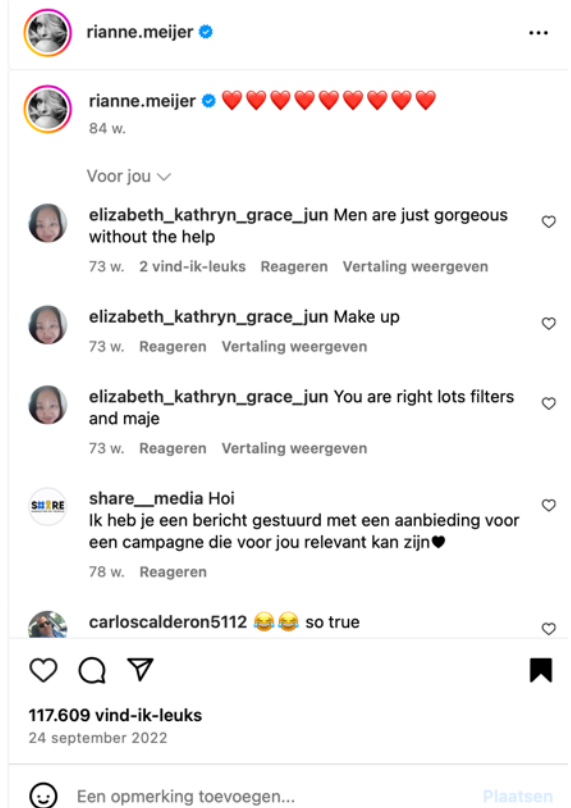 rianne.meijer
rianne.meijer ❤️❤️❤️❤️❤️❤️❤️❤️❤️
84 w.
Voor jou
elizabeth_kathryn_grace_jun Men are just gorgeous
without the help
73 w. 2 vind-ik-leuks Reageren Vertaling weergeven
elizabeth_kathryn_grace_jun Make up
73 w. Reageren Vertaling weergeven
elizabeth_kathryn_grace_jun You are right lots filters
and maje
73 w. Reageren Vertaling weergeven
share__media Hoi
Ik heb je een bericht gestuurd met een aanbieding voor
een campagne die voor jou relevant kan zijn🖤
78 w. Reageren
carloscalderon5112 😂😂 so true
117.609 vind-ik-leuks
24 september 2022
Een opmerking toevoegen...
Plaatsen